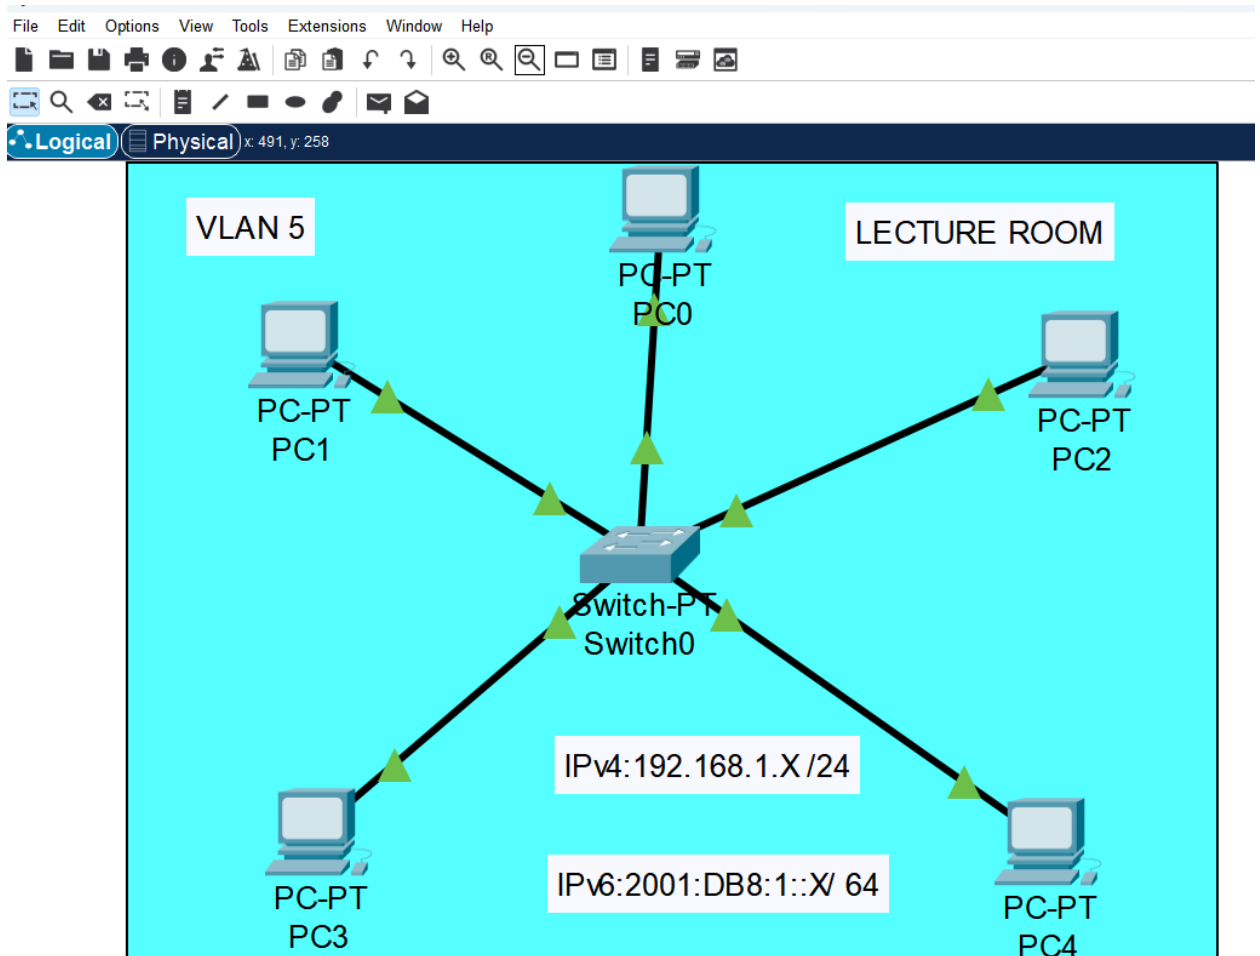 File Edit Options View Tools Extensions Window Help
Logical Physical x: 491, y: 258
VLAN 5
LECTURE ROOM
PC-PT
PC0
PC-PT
PC1
PC-PT
PC2
Switch-PT
Switch0
IPv4:192.168.1.X /24
IPv6:2001:DB8:1::X/ 64
PC-PT
PC3
PC-PT
PC4